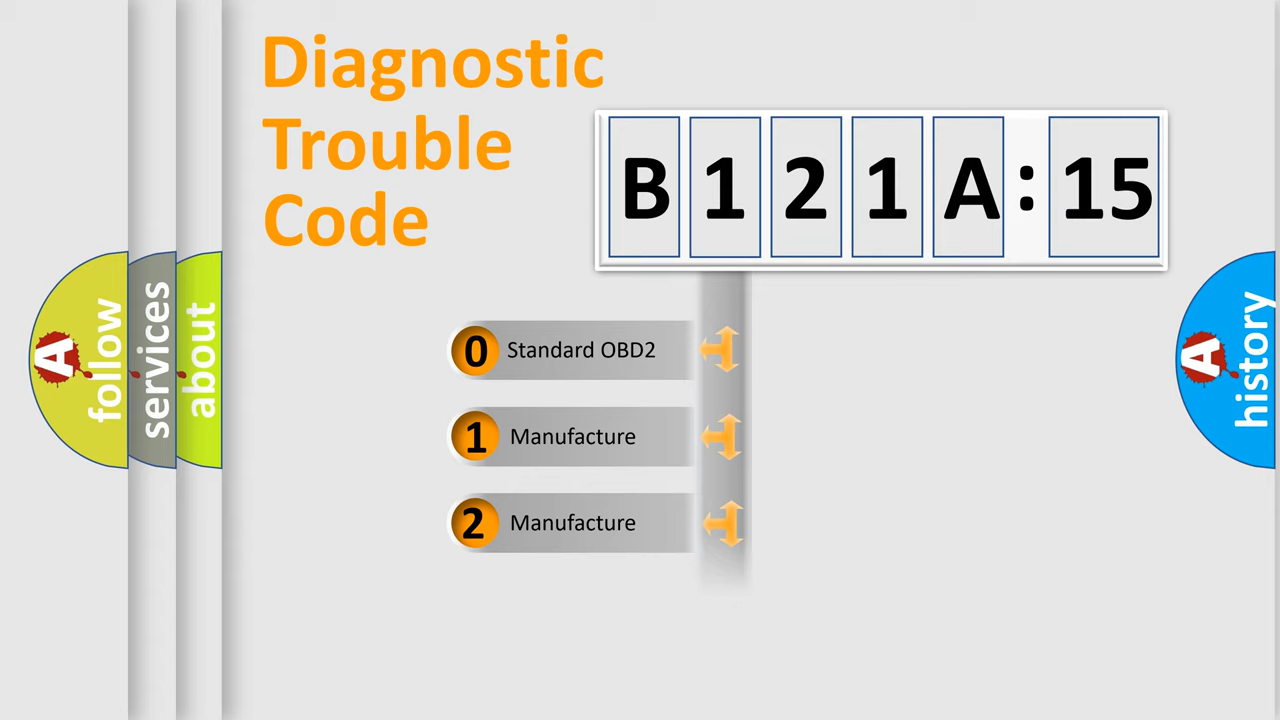 Diagnostic
Trouble
Code
B 1 2 1 A : 15
0 Standard OBD2
1 Manufacture
2 Manufacture
A follow
services
about
A history